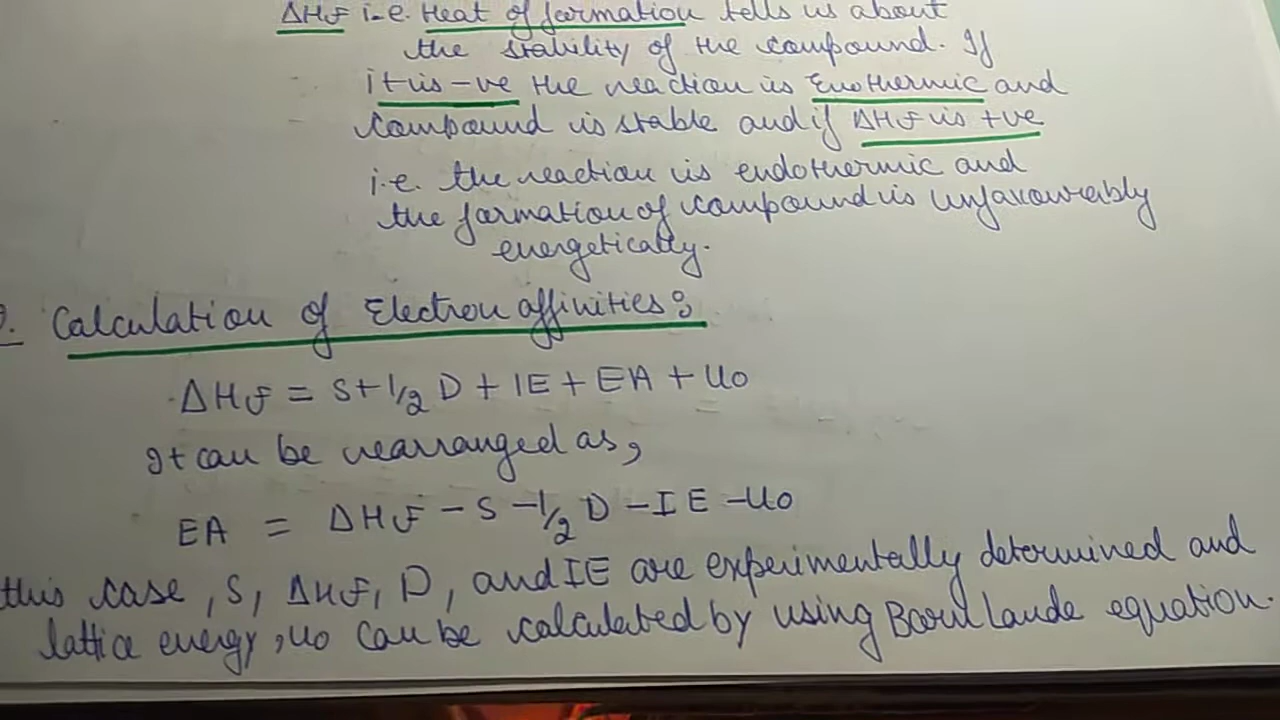 ΔHf i.e. Heat of formation tells us about
the stability of the compound. If
it is -ve the reaction is Exothermic and
compound is stable and if ΔHf is +ve
i.e. the reaction is endothermic and
the formation of compound is unfavourably
energetically.
Calculation of Electron affinities:
ΔHf = S + 1/2 D + IE + EA + U0
It can be rearranged as,
EA = ΔHf - S - 1/2 D - IE - U0
this case, S, ΔHf, D, and IE are experimentally determined and
lattice energy, U0 can be calculated by using Born Lande equation.